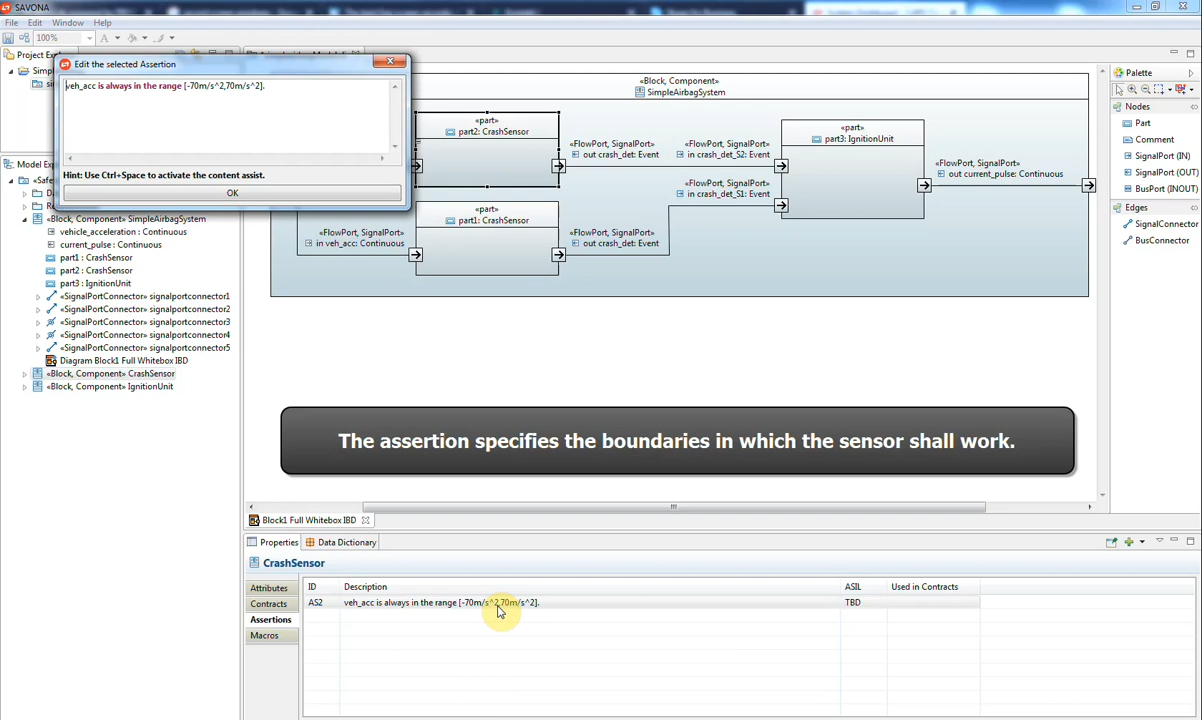 SAVONA
File Edit Window Help
100%
Project Ex
Simp
si
Edit the selected Assertion
veh_acc is always in the range [-70m/s^2,70m/s^2].
Hint: Use Ctrl+Space to activate the content assist.
OK
Model Ex
«Safe
D
Re
«Block, Component» SimpleAirbagSystem
vehicle_acceleration : Continuous
current_pulse : Continuous
part1 : CrashSensor
part2 : CrashSensor
part3 : IgnitionUnit
«SignalPortConnector» signalportconnector1
«SignalPortConnector» signalportconnector2
«SignalPortConnector» signalportconnector3
«SignalPortConnector» signalportconnector4
«SignalPortConnector» signalportconnector5
Diagram Block1 Full Whitebox IBD
«Block, Component» CrashSensor
«Block, Component» IgnitionUnit
«Block, Component»
SimpleAirbagSystem
«part»
part2: CrashSensor
«FlowPort, SignalPort»
out crash_det: Event
«FlowPort, SignalPort»
in crash_det_S2: Event
«FlowPort, SignalPort»
in crash_det_S1: Event
«part»
part3: IgnitionUnit
«FlowPort, SignalPort»
out current_pulse: Continuous
«part»
part1: CrashSensor
«FlowPort, SignalPort»
in veh_acc: Continuous
«FlowPort, SignalPort»
out crash_det: Event
Palette
Nodes
Part
Comment
SignalPort (IN)
SignalPort (OUT)
BusPort (INOUT)
Edges
SignalConnector
BusConnector
The assertion specifies the boundaries in which the sensor shall work.
Block1 Full Whitebox IBD
Properties Data Dictionary
CrashSensor
Attributes
Contracts
Assertions
Macros
ID Description ASIL Used in Contracts
AS2 veh_acc is always in the range [-70m/s^2,70m/s^2]. TBD